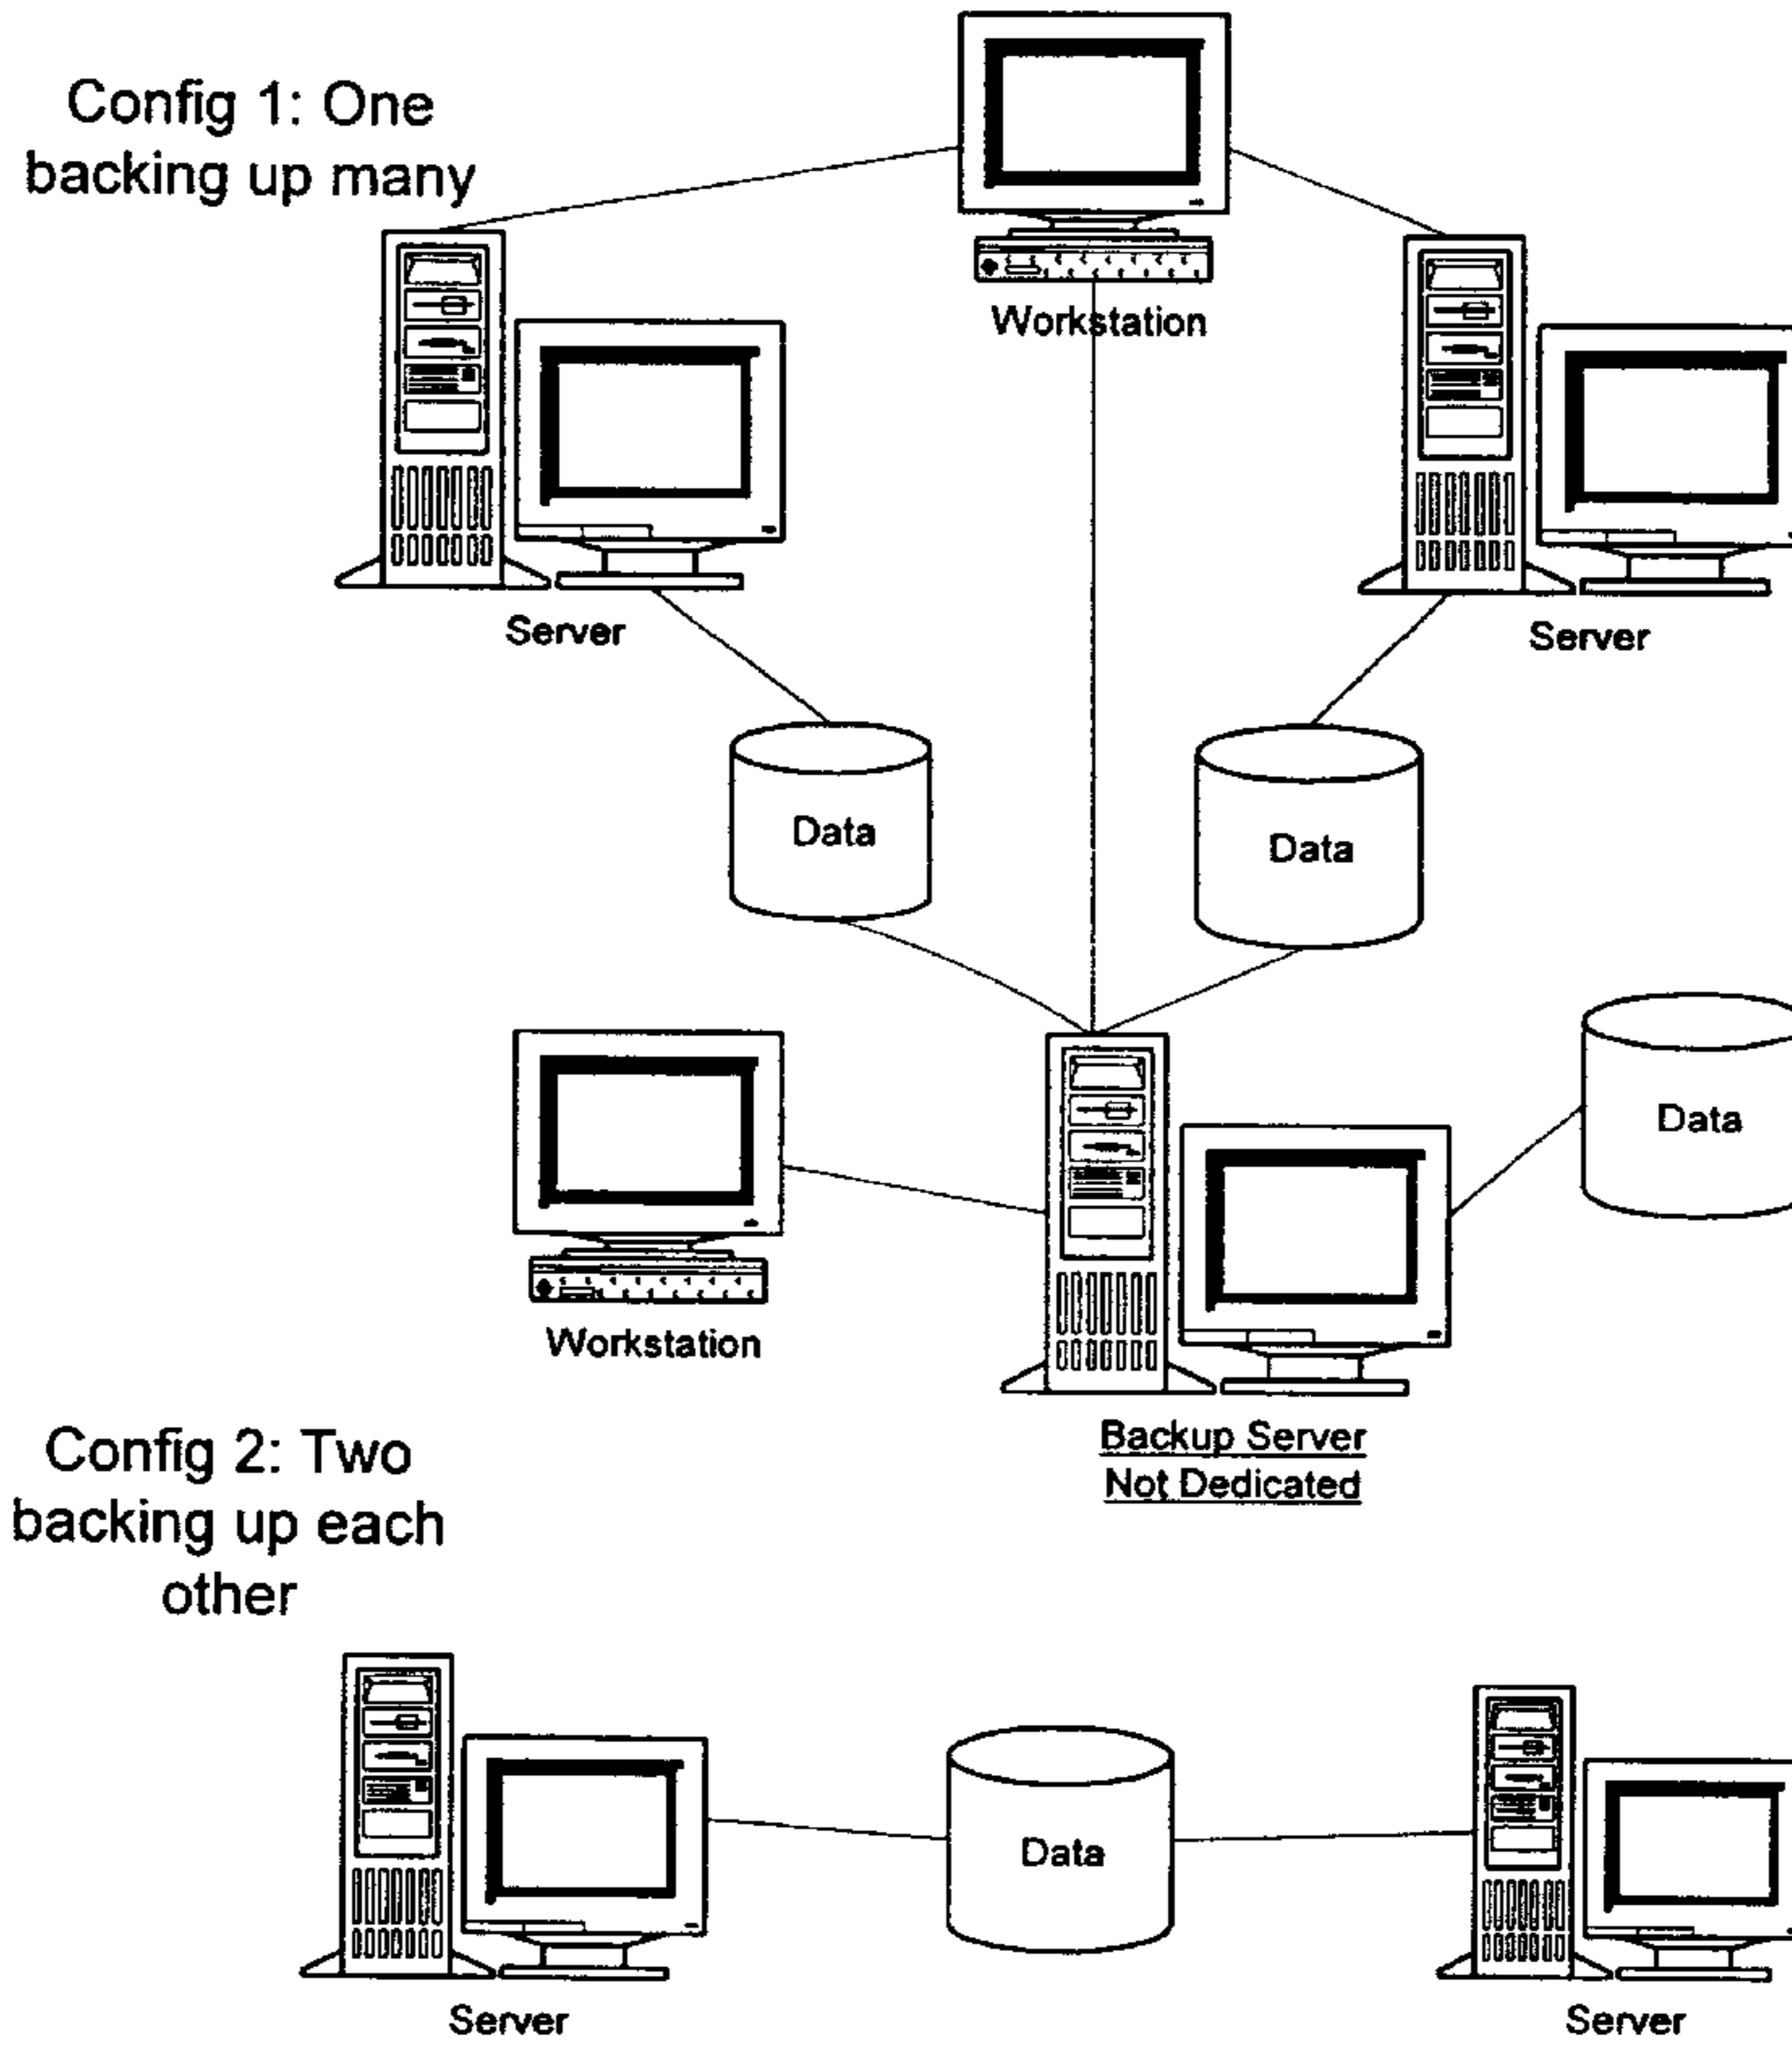 Config 1: One
backing up many
Workstation
Server
Server
Data
Data
Data
Workstation
Backup Server
Not Dedicated
Config 2: Two
backing up each
other
Data
Server
Server